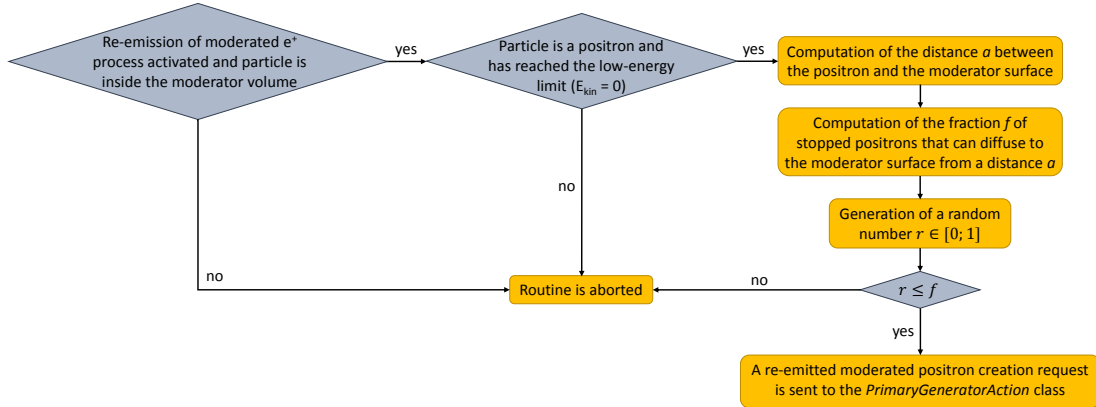 Re-emission of moderated e⁺
process activated and particle is
inside the moderator volume
yes
Particle is a positron and
has reached the low-energy
limit (Eₖᵢₙ = 0)
yes
Computation of the distance a between
the positron and the moderator surface
Computation of the fraction f of
stopped positrons that can diffuse to
the moderator surface from a distance a
no
Generation of a random
number r ∈ [0; 1]
no
Routine is aborted
no
r ≤ f
yes
A re-emitted moderated positron creation request
is sent to the PrimaryGeneratorAction class